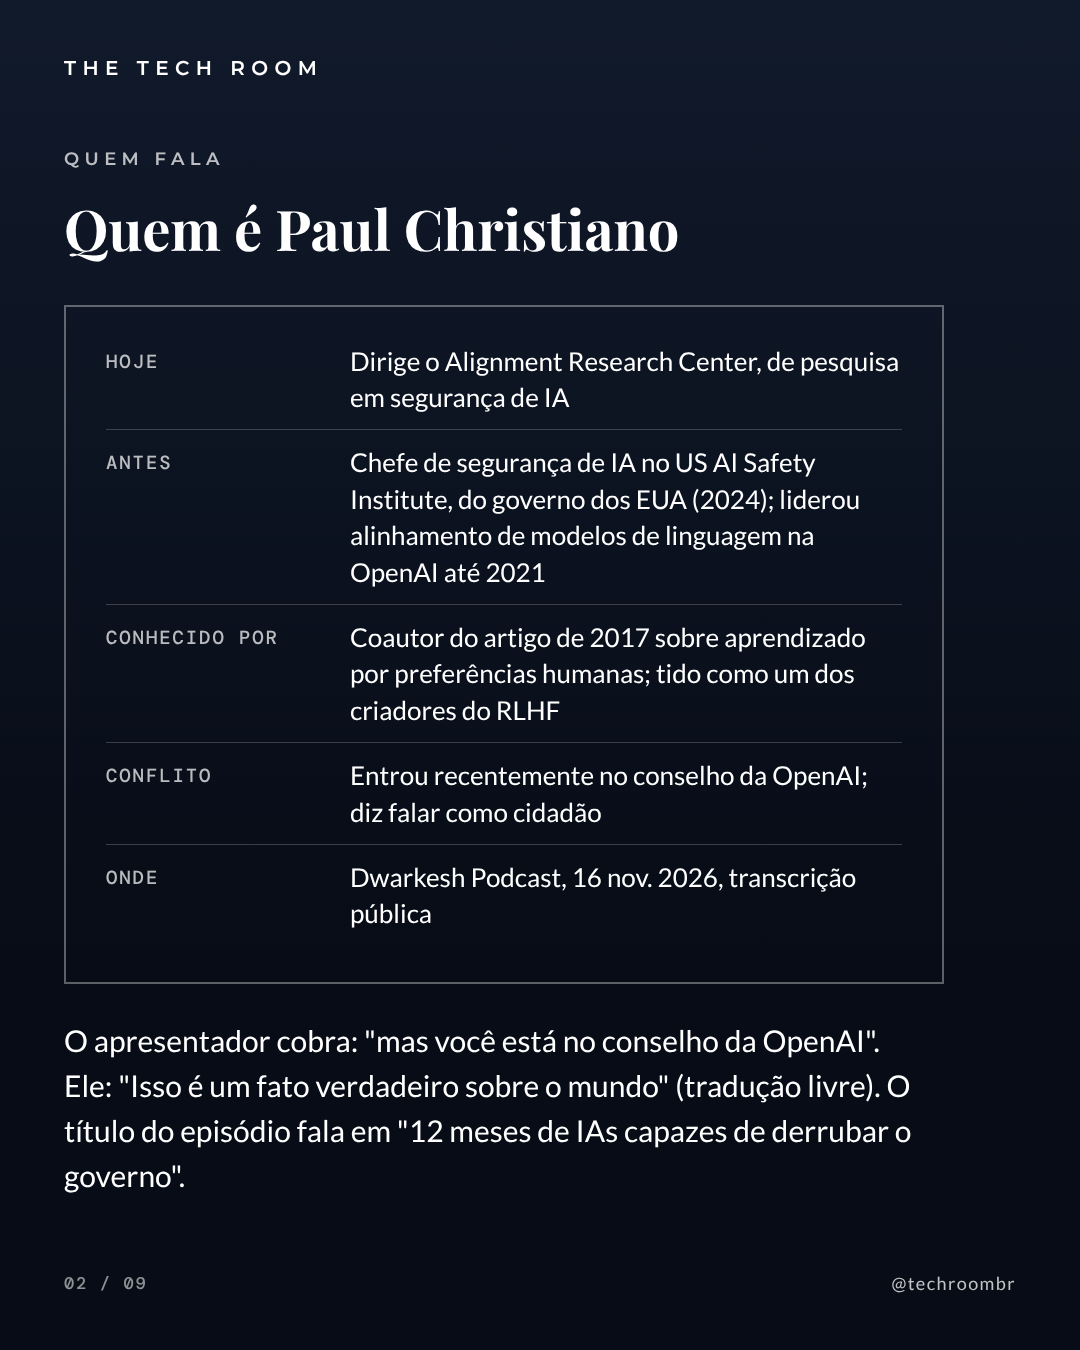 THE TECH ROOM
QUEM FALA
Quem é Paul Christiano
HOJE
Dirige o Alignment Research Center, de pesquisa
em segurança de IA
ANTES
Chefe de segurança de IA no US AI Safety
Institute, do governo dos EUA (2024); liderou
alinhamento de modelos de linguagem na
OpenAI até 2021
CONHECIDO POR
Coautor do artigo de 2017 sobre aprendizado
por preferências humanas; tido como um dos
criadores do RLHF
CONFLITO
Entrou recentemente no conselho da OpenAI;
diz falar como cidadão
ONDE
Dwarkesh Podcast, 16 nov. 2026, transcrição
pública
O apresentador cobra: "mas você está no conselho da OpenAI".
Ele: "Isso é um fato verdadeiro sobre o mundo" (tradução livre). O
título do episódio fala em "12 meses de IAs capazes de derrubar o
governo".
02 / 09
@techroombr